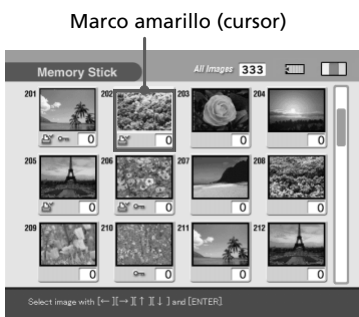 Marco amarillo (cursor)
Memory Stick All Images 333
201 202 203 204
0 0 0 0
205 206 207 208
0 0 0 0
209 210 211 212
0 0 0 0
Select image with [← ][→ ][ ↑ ][ ↓ ] and [ENTER]